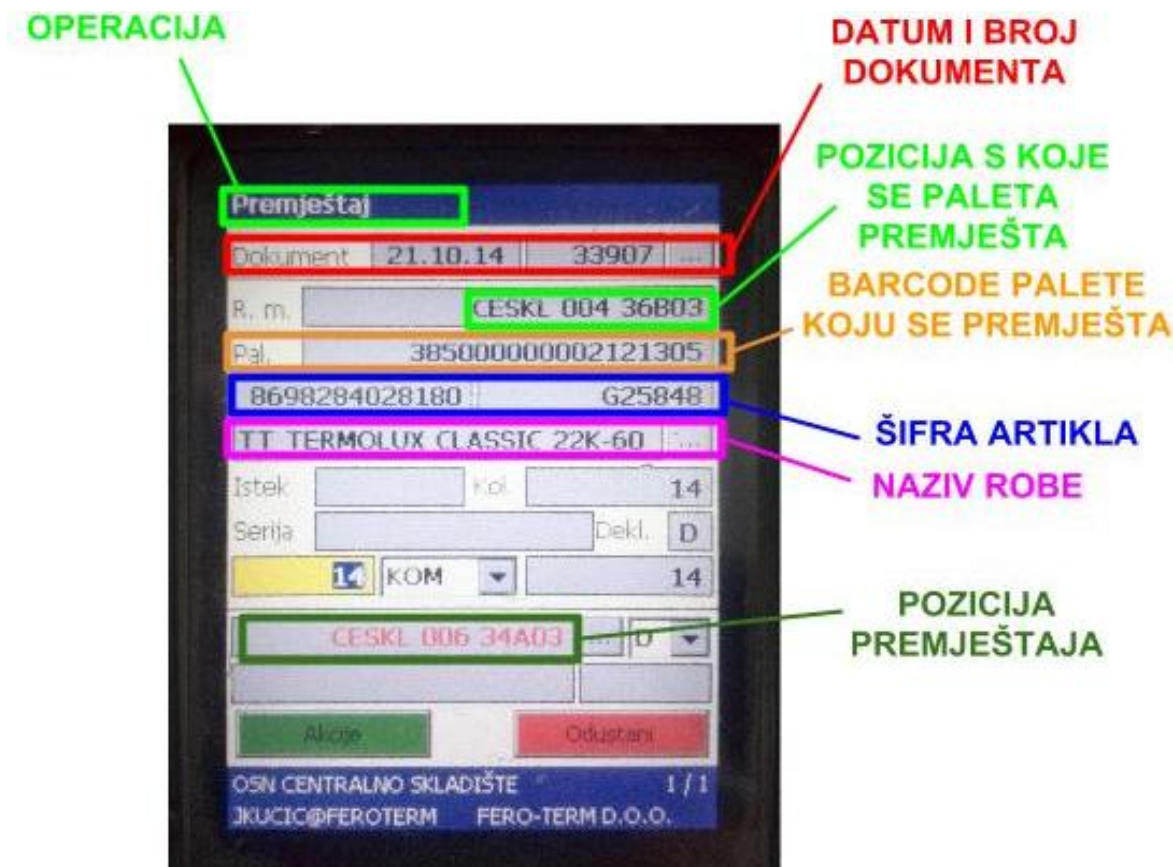 OPERACIJA
DATUM I BROJ
DOKUMENTA
POZICIJA S KOJE
SE PALETA
PREMJEŠTA
BARCODE PALETE
KOJU SE PREMJEŠTA
ŠIFRA ARTIKLA
NAZIV ROBE
POZICIJA
PREMJEŠTAJA
Premještaj
Dokument 21.10.14 33907 ...
R. m. CESKL 004 36B03
Pal. 385000000002121305
8698284028180 G25848
TT TERMOLUX CLASSIC 22K-60 ...
Istek Kol. 14
Serija Dekl. D
14 KOM 14
CESKL 006 34A03 ... D
Akcije Odustani
OSN CENTRALNO SKLADIŠTE 1 / 1
JKUCIC@FEROTERM FERO-TERM D.O.O.